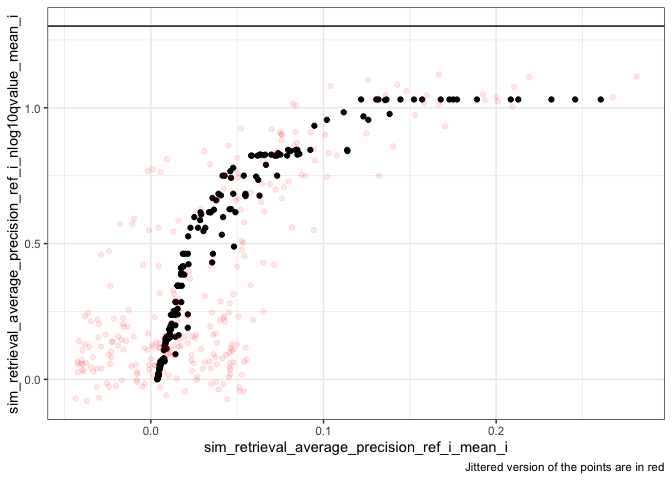 sim_retrieval_average_precision_ref_i_nlog10qvalue_mean_i
1.0
0.5
0.0
0.0
0.1
0.2
sim_retrieval_average_precision_ref_i_mean_i
Jittered version of the points are in red